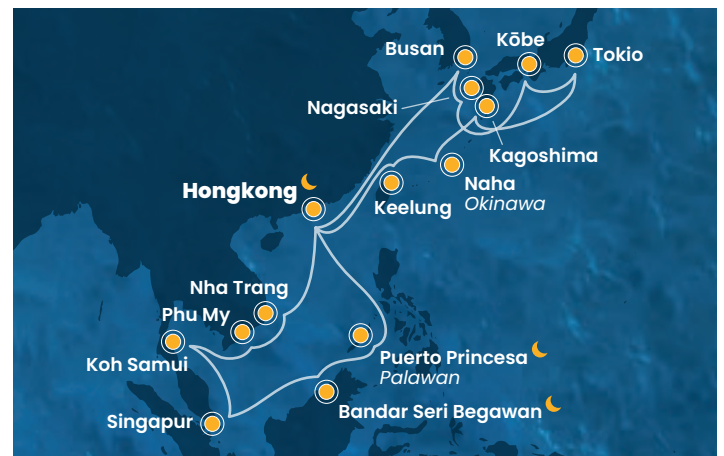 Kōbe
Busan
Tokio
Nagasaki
Kagoshima
Hongkong
Naha
Okinawa
Keelung
Nha Trang
Phu My
Koh Samui
Puerto Princesa
Palawan
Bandar Seri Begawan
Singapur